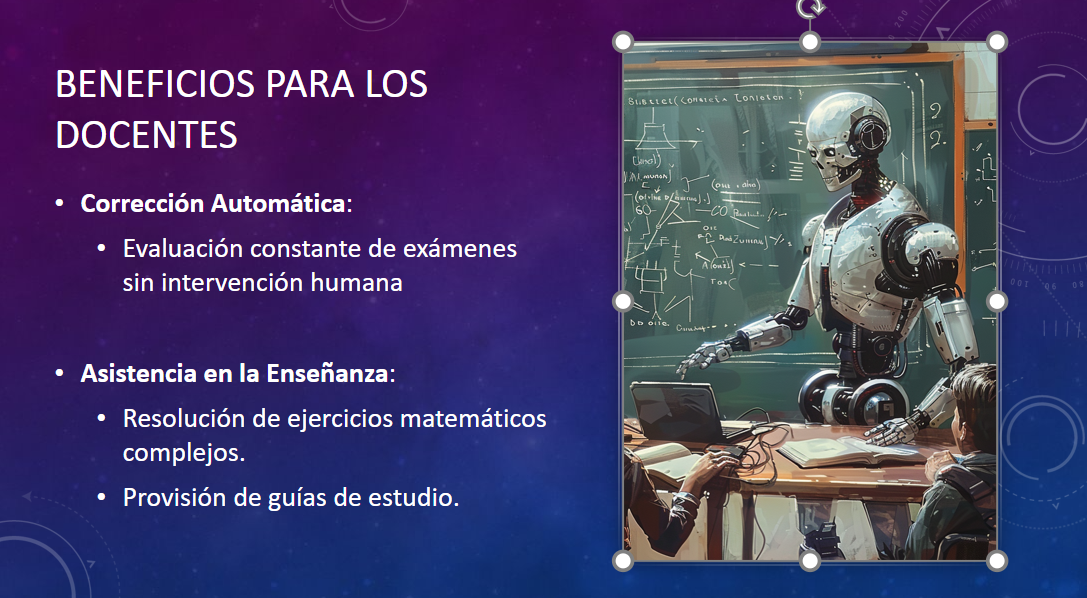 BENEFICIOS PARA LOS
DOCENTES
• Corrección Automática:
• Evaluación constante de exámenes
sin intervención humana
• Asistencia en la Enseñanza:
• Resolución de ejercicios matemáticos
complejos.
• Provisión de guías de estudio.